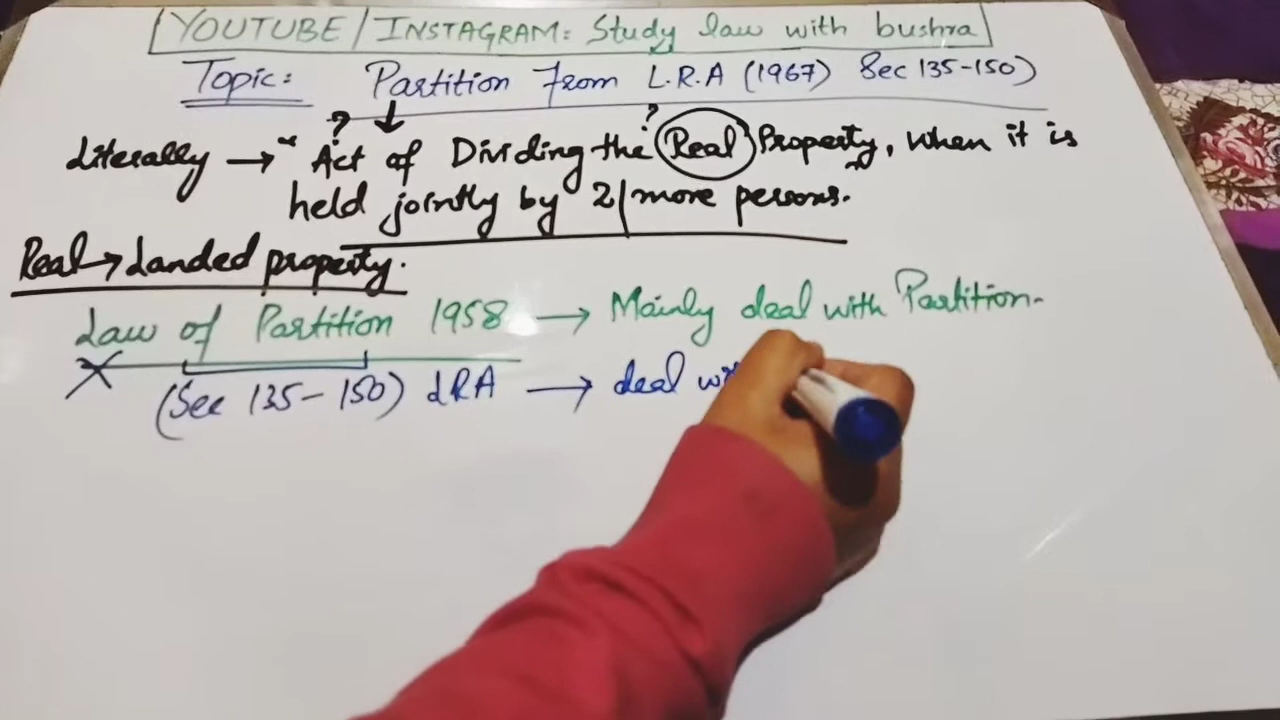 YOUTUBE/INSTAGRAM: Study law with bushra
Topic: Partition From L.R.A (1967) Sec 135-150)
? ?
Literally → " Act of Dividing the Real Property, when it is
held jointly by 2/more persons.
Real → Landed property.
Law of Partition 1958 → Mainly deal with Partition.
(Sec 135-150) LRA → deal wi